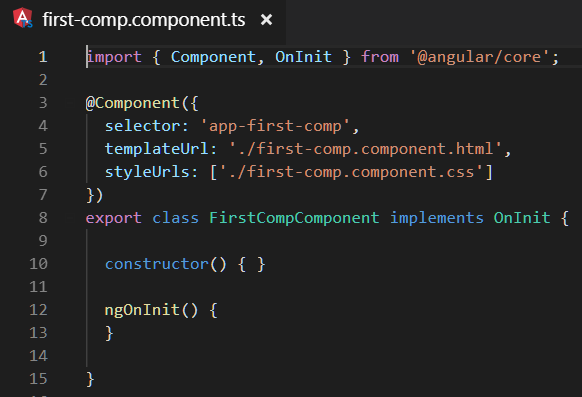 first-comp.component.ts ×
1 import { Component, OnInit } from '@angular/core';
2
3 @Component({
4   selector: 'app-first-comp',
5   templateUrl: './first-comp.component.html',
6   styleUrls: ['./first-comp.component.css']
7 })
8 export class FirstCompComponent implements OnInit {
9
10   constructor() { }
11
12   ngOnInit() {
13   }
14
15 }